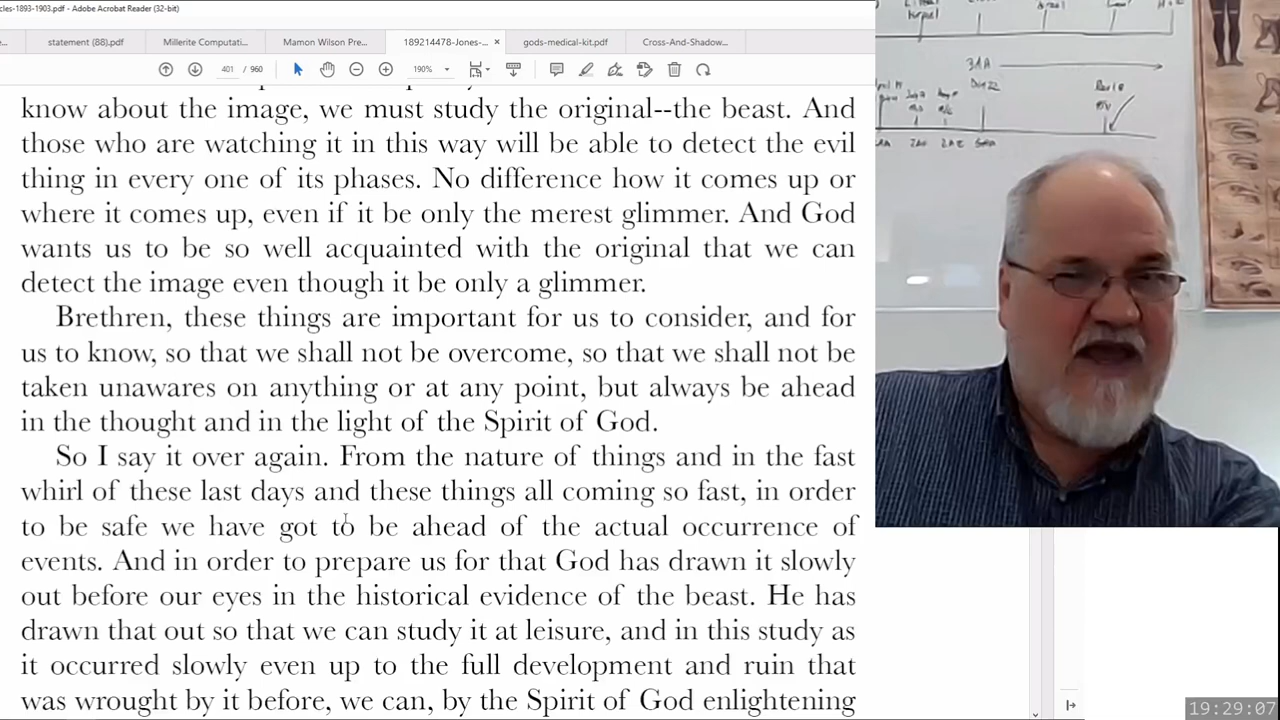 cles-1893-1903.pdf - Adobe Acrobat Reader (32-bit)
e...
statement (88).pdf
Millerite Computati...
Mamon Wilson Pre...
189214478-Jones-...
×
gods-medical-kit.pdf
Cross-And-Shadow...
401 / 960
190%
know about the image, we must study the original--the beast. And
those who are watching it in this way will be able to detect the evil
thing in every one of its phases. No difference how it comes up or
where it comes up, even if it be only the merest glimmer. And God
wants us to be so well acquainted with the original that we can
detect the image even though it be only a glimmer.
Brethren, these things are important for us to consider, and for
us to know, so that we shall not be overcome, so that we shall not be
taken unawares on anything or at any point, but always be ahead
in the thought and in the light of the Spirit of God.
So I say it over again. From the nature of things and in the fast
whirl of these last days and these things all coming so fast, in order
to be safe we have got to be ahead of the actual occurrence of
events. And in order to prepare us for that God has drawn it slowly
out before our eyes in the historical evidence of the beast. He has
drawn that out so that we can study it at leisure, and in this study as
it occurred slowly even up to the full development and ruin that
was wrought by it before, we can, by the Spirit of God enlightening
3AA
19:29:07